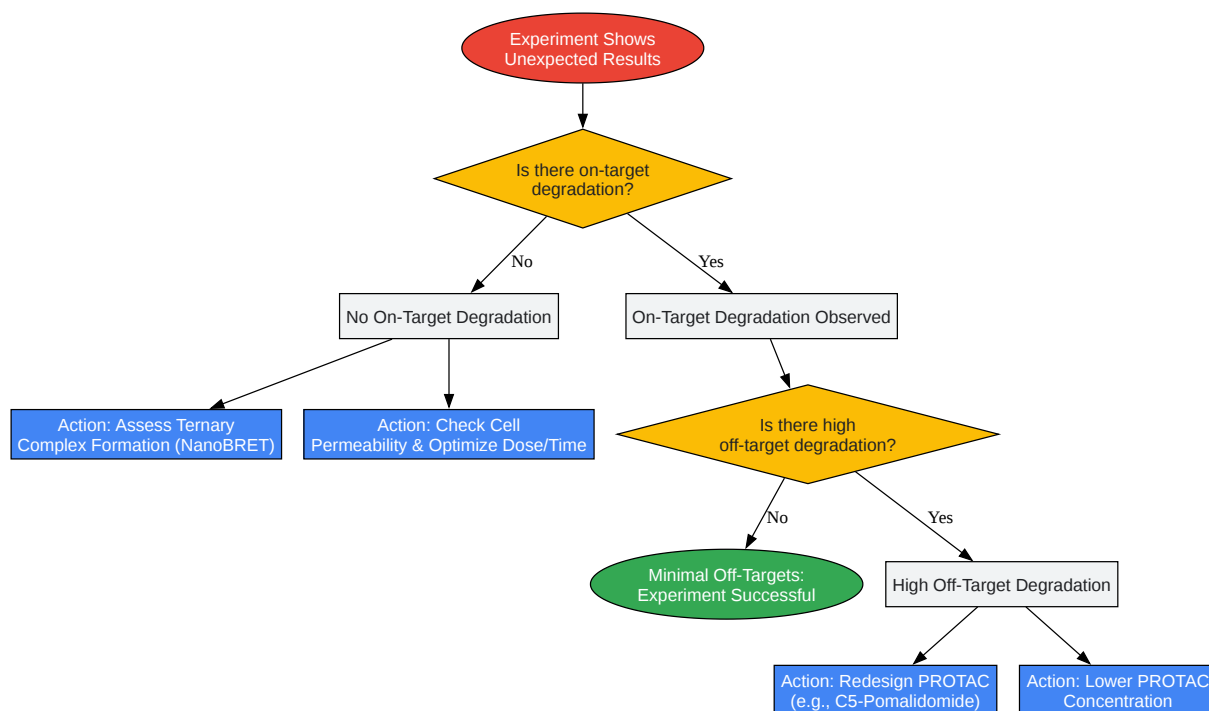 Experiment Shows
Unexpected Results
Is there on-target
degradation?
No
Yes
No On-Target Degradation
On-Target Degradation Observed
Action: Assess Ternary
Complex Formation (NanoBRET)
Action: Check Cell
Permeability & Optimize Dose/Time
Is there high
off-target degradation?
No
Yes
Minimal Off-Targets:
Experiment Successful
High Off-Target Degradation
Action: Redesign PROTAC
(e.g., C5-Pomalidomide)
Action: Lower PROTAC
Concentration